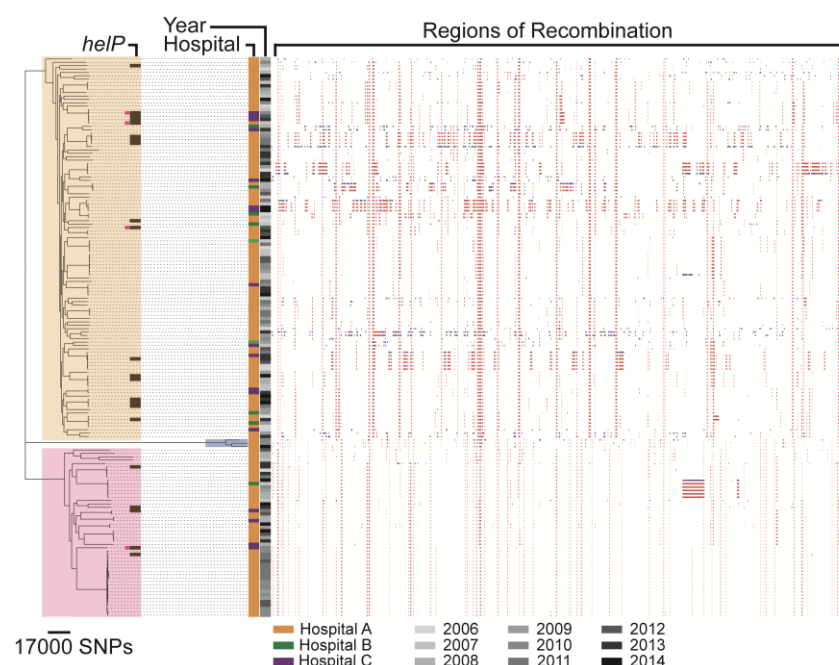 Year
helP Hospital
Regions of Recombination
17000 SNPs
Hospital A 2006 2009 2012
Hospital B 2007 2010 2013
Hospital C 2008 2011 2014